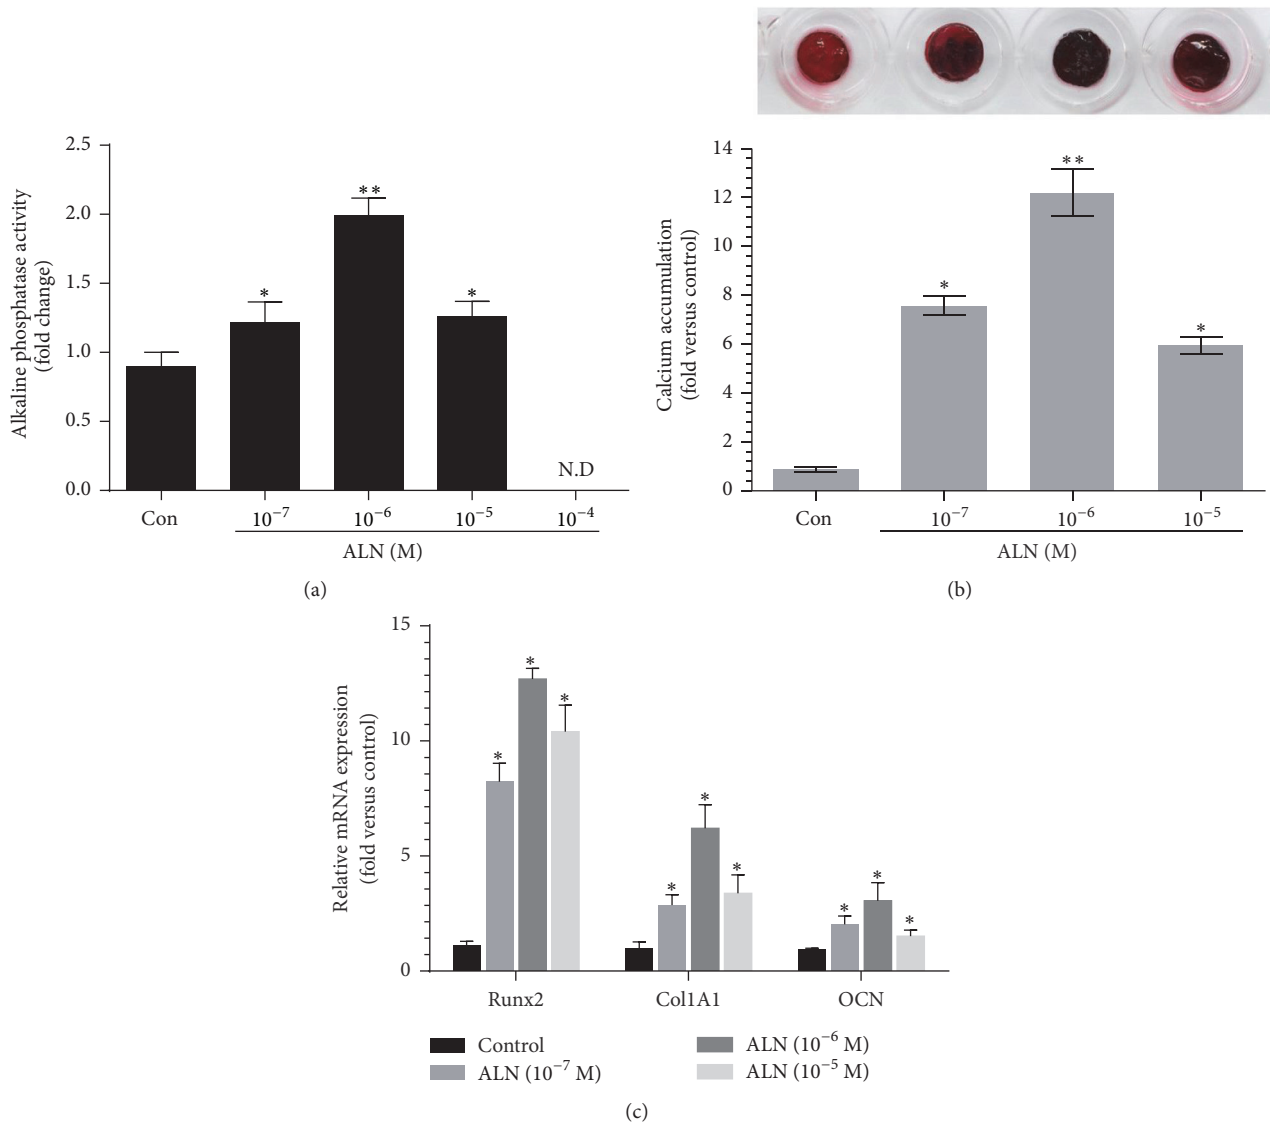 Alkaline phosphatase activity
(fold change)
2.5
2.0
1.5
1.0
0.5
0.0
*
**
*
N.D
Con
10⁻⁷
10⁻⁶
10⁻⁵
10⁻⁴
ALN (M)
(a)
Calcium accumulation
(fold versus control)
14
12
10
8
6
4
2
0
*
**
*
Con
10⁻⁷
10⁻⁶
10⁻⁵
ALN (M)
(b)
Relative mRNA expression
(fold versus control)
15
10
5
0
*
*
*
*
*
*
*
*
*
Runx2
Col1A1
OCN
Control
ALN (10⁻⁷ M)
ALN (10⁻⁶ M)
ALN (10⁻⁵ M)
(c)